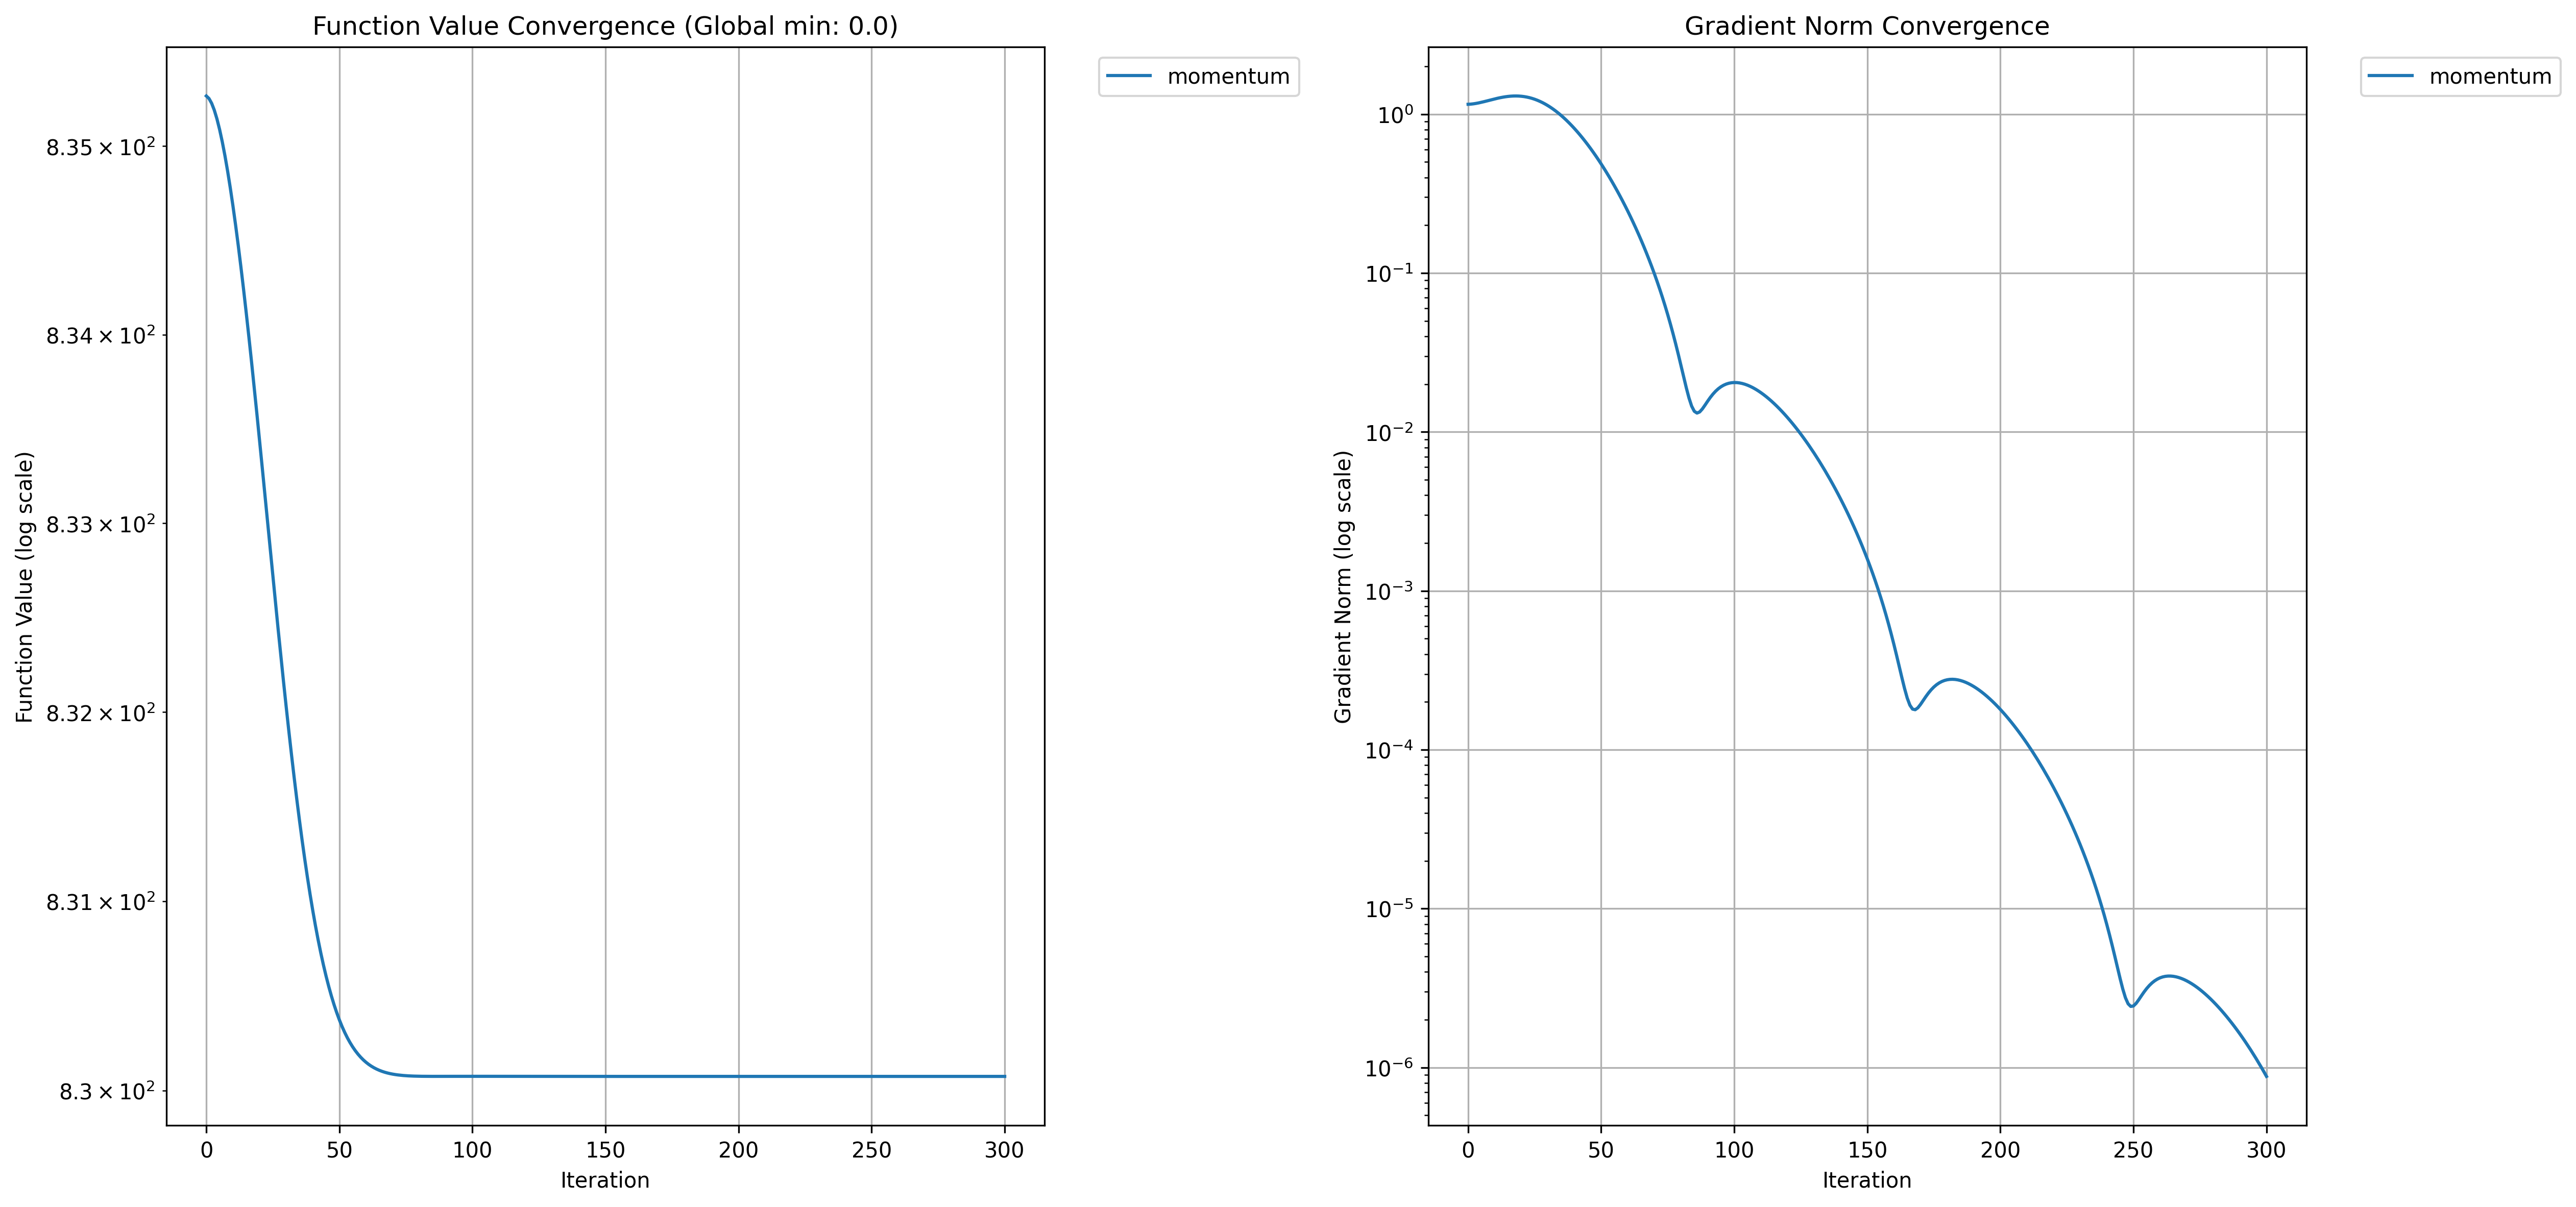 Function Value Convergence (Global min: 0.0)
momentum
8.35 × 10²
8.34 × 10²
8.33 × 10²
8.32 × 10²
8.31 × 10²
8.3 × 10²
Function Value (log scale)
0 50 100 150 200 250 300
Iteration
Gradient Norm Convergence
momentum
10⁰
10⁻¹
10⁻²
10⁻³
10⁻⁴
10⁻⁵
10⁻⁶
Gradient Norm (log scale)
0 50 100 150 200 250 300
Iteration